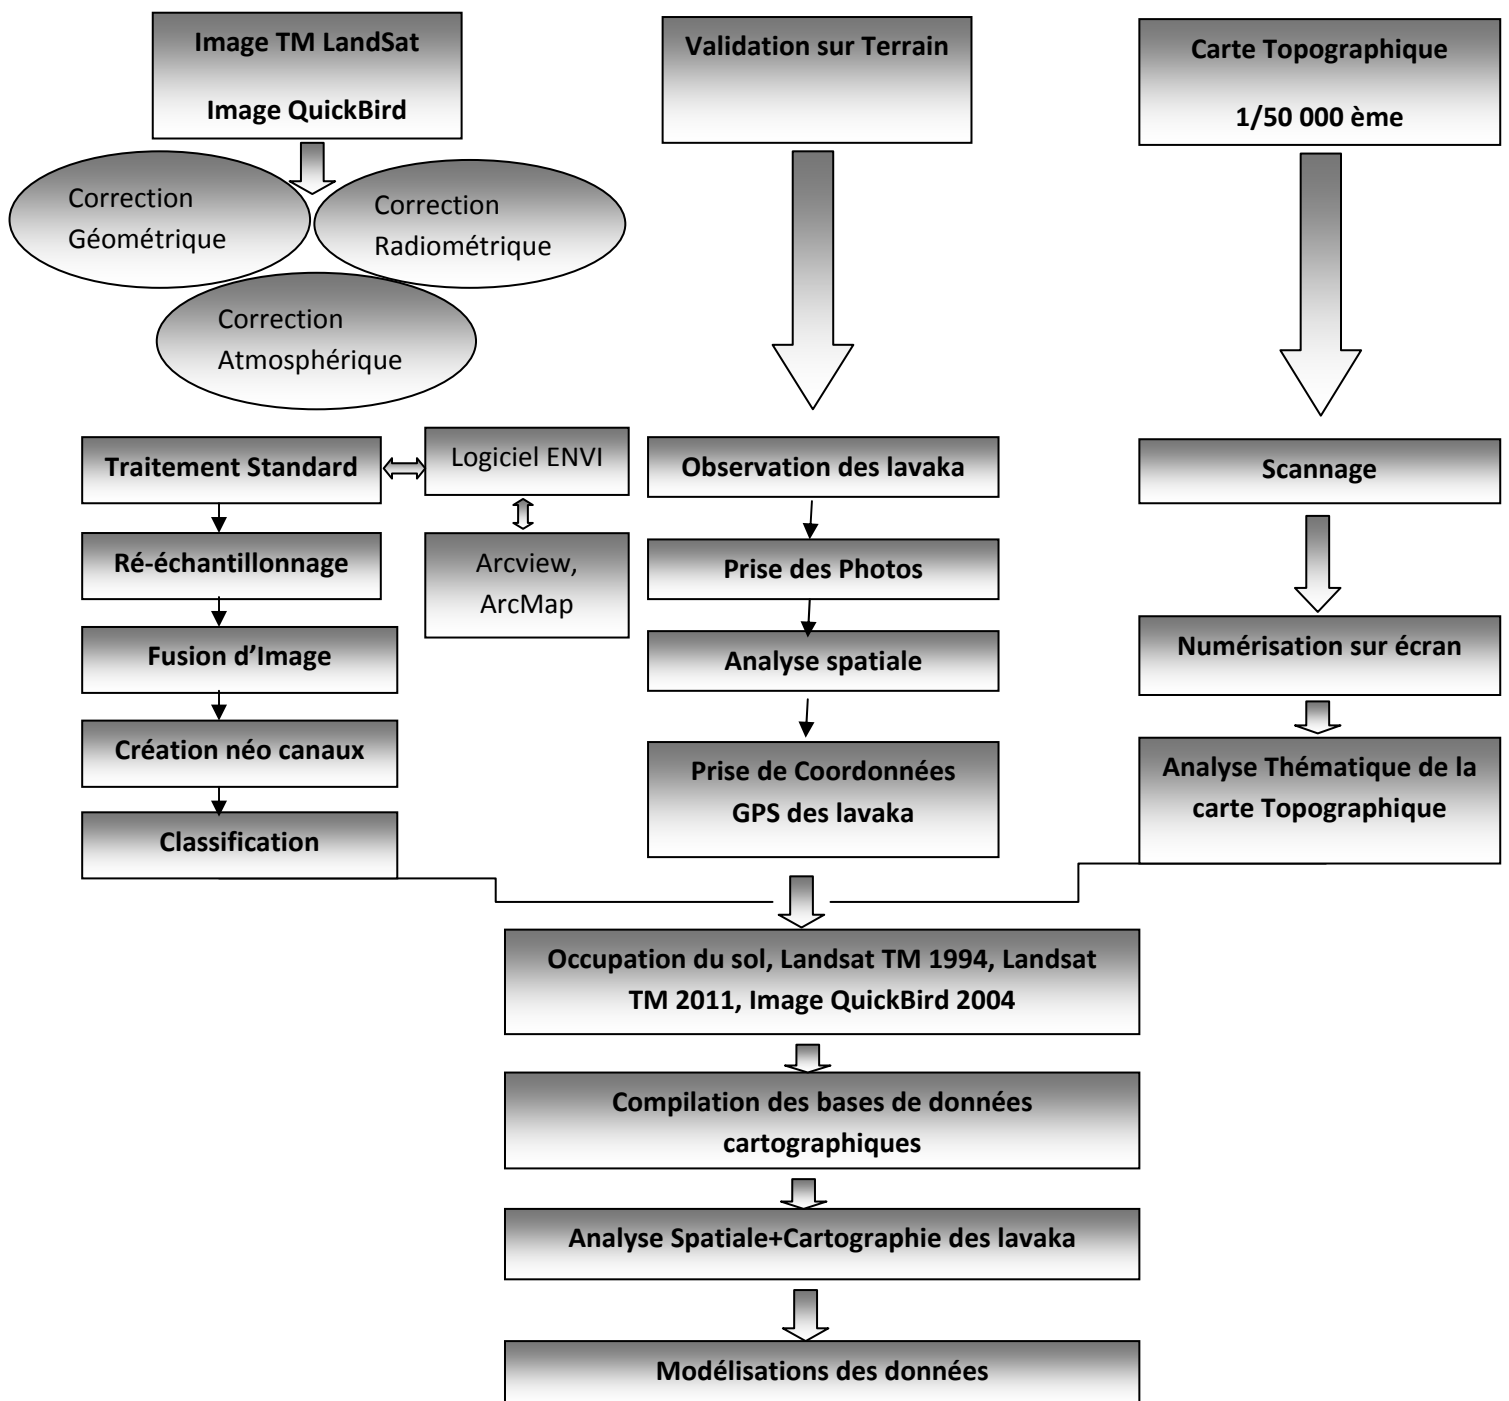 Image TM LandSat
Image QuickBird
Validation sur Terrain
Carte Topographique
1/50 000 ème
Correction
Géométrique
Correction
Radiométrique
Correction
Atmosphérique
Traitement Standard
Logiciel ENVI
Ré-échantillonnage
Arcview,
ArcMap
Fusion d’Image
Création néo canaux
Classification
Observation des lavaka
Prise des Photos
Analyse spatiale
Prise de Coordonnées
GPS des lavaka
Scannage
Numérisation sur écran
Analyse Thématique de la
carte Topographique
Occupation du sol, Landsat TM 1994, Landsat
TM 2011, Image QuickBird 2004
Compilation des bases de données
cartographiques
Analyse Spatiale+Cartographie des lavaka
Modélisations des données